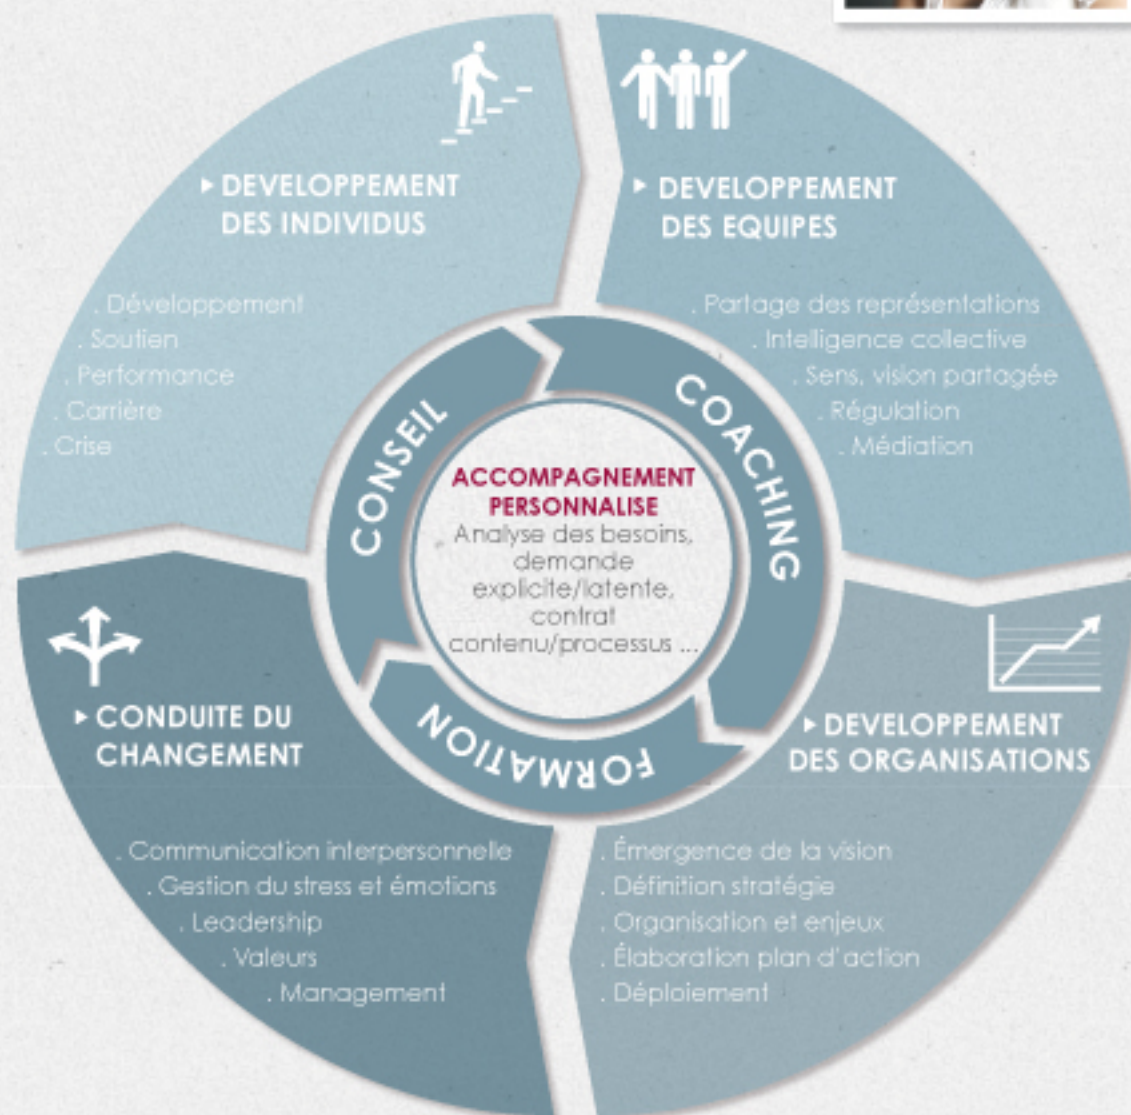 ▸ DEVELOPPEMENT
DES INDIVIDUS
. Développement
. Soutien
. Performance
. Carrière
. Crise
▸ DEVELOPPEMENT
DES EQUIPES
. Partage des représentations
. Intelligence collective
. Sens, vision partagée
. Régulation
. Médiation
CONSEIL
COACHING
FORMATION
ACCOMPAGNEMENT
PERSONNALISE
Analyse des besoins,
demande
explicite/latente,
contrat
contenu/processus ...
▸ CONDUITE DU
CHANGEMENT
. Communication interpersonnelle
. Gestion du stress et émotions
. Leadership
. Valeurs
. Management
▸ DEVELOPPEMENT
DES ORGANISATIONS
. Émergence de la vision
. Définition stratégie
. Organisation et enjeux
. Élaboration plan d'action
. Déploiement